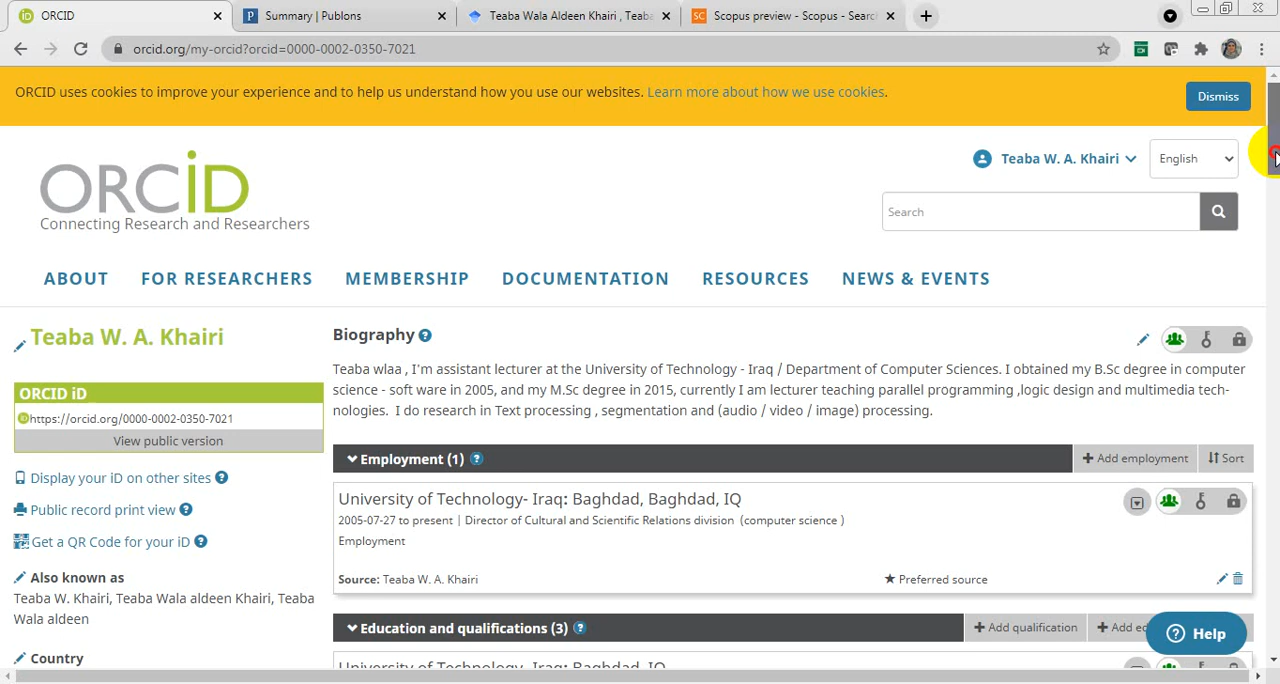 ORCID
Summary | Publons
Teaba Wala Aldeen Khairi , Teaba
Scopus preview - Scopus - Searc
orcid.org/my-orcid?orcid=0000-0002-0350-7021
ORCID uses cookies to improve your experience and to help us understand how you use our websites. Learn more about how we use cookies.
Dismiss
ORCiD
Connecting Research and Researchers
Teaba W. A. Khairi
English
Search
ABOUT
FOR RESEARCHERS
MEMBERSHIP
DOCUMENTATION
RESOURCES
NEWS & EVENTS
Teaba W. A. Khairi
ORCID iD
https://orcid.org/0000-0002-0350-7021
View public version
Display your iD on other sites
Public record print view
Get a QR Code for your iD
Also known as
Teaba W. Khairi, Teaba Wala aldeen Khairi, Teaba
Wala aldeen
Country
Biography
Teaba wlaa , I'm assistant lecturer at the University of Technology - Iraq / Department of Computer Sciences. I obtained my B.Sc degree in computer
science - soft ware in 2005, and my M.Sc degree in 2015, currently I am lecturer teaching parallel programming ,logic design and multimedia tech-
nologies. I do research in Text processing , segmentation and (audio / video / image) processing.
Employment (1)
Add employment
Sort
University of Technology- Iraq: Baghdad, Baghdad, IQ
2005-07-27 to present | Director of Cultural and Scientific Relations division (computer science )
Employment
Source: Teaba W. A. Khairi
Preferred source
Education and qualifications (3)
Add qualification
Add ec
University of Technology- Iraq: Baghdad, IQ
Help